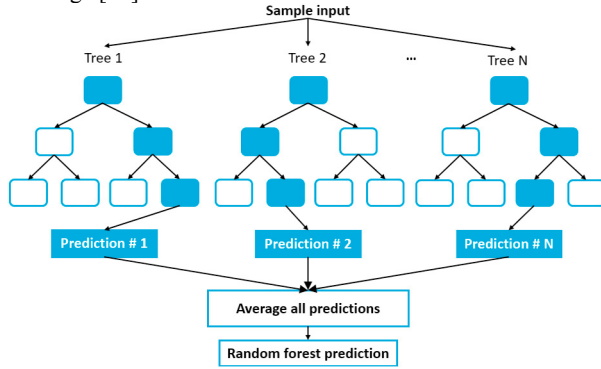 Sample input
Tree 1
Tree 2
...
Tree N
Prediction # 1
Prediction # 2
Prediction # N
Average all predictions
Random forest prediction